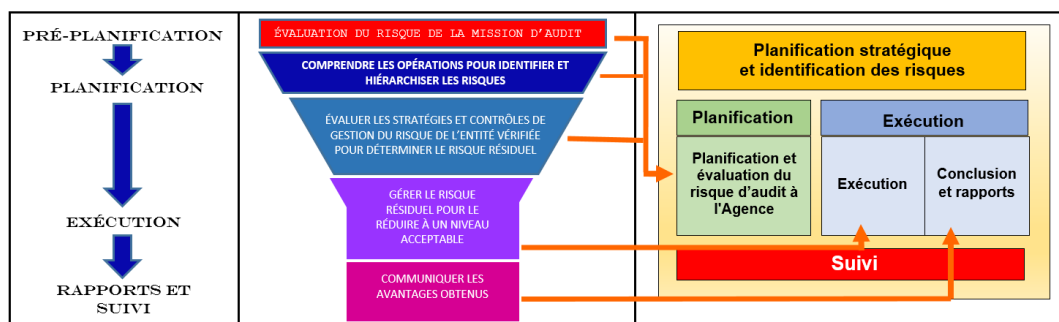 PRÉ-PLANIFICATION
PLANIFICATION
EXÉCUTION
RAPPORTS ET
SUIVI
ÉVALUATION DU RISQUE DE LA MISSION D'AUDIT
COMPRENDRE LES OPÉRATIONS POUR IDENTIFIER ET
HIÉRARCHISER LES RISQUES
ÉVALUER LES STRATÉGIES ET CONTRÔLES DE
GESTION DU RISQUE DE L'ENTITÉ VÉRIFIÉE
POUR DÉTERMINER LE RISQUE RÉSIDUEL
GÉRER LE RISQUE
RÉSIDUEL POUR LE
RÉDUIRE À UN NIVEAU
ACCEPTABLE
COMMUNIQUER LES
AVANTAGES OBTENUS
Planification stratégique
et identification des risques
Planification
Planification et
évaluation du
risque d'audit à
l'Agence
Exécution
Exécution
Conclusion
et rapports
Suivi